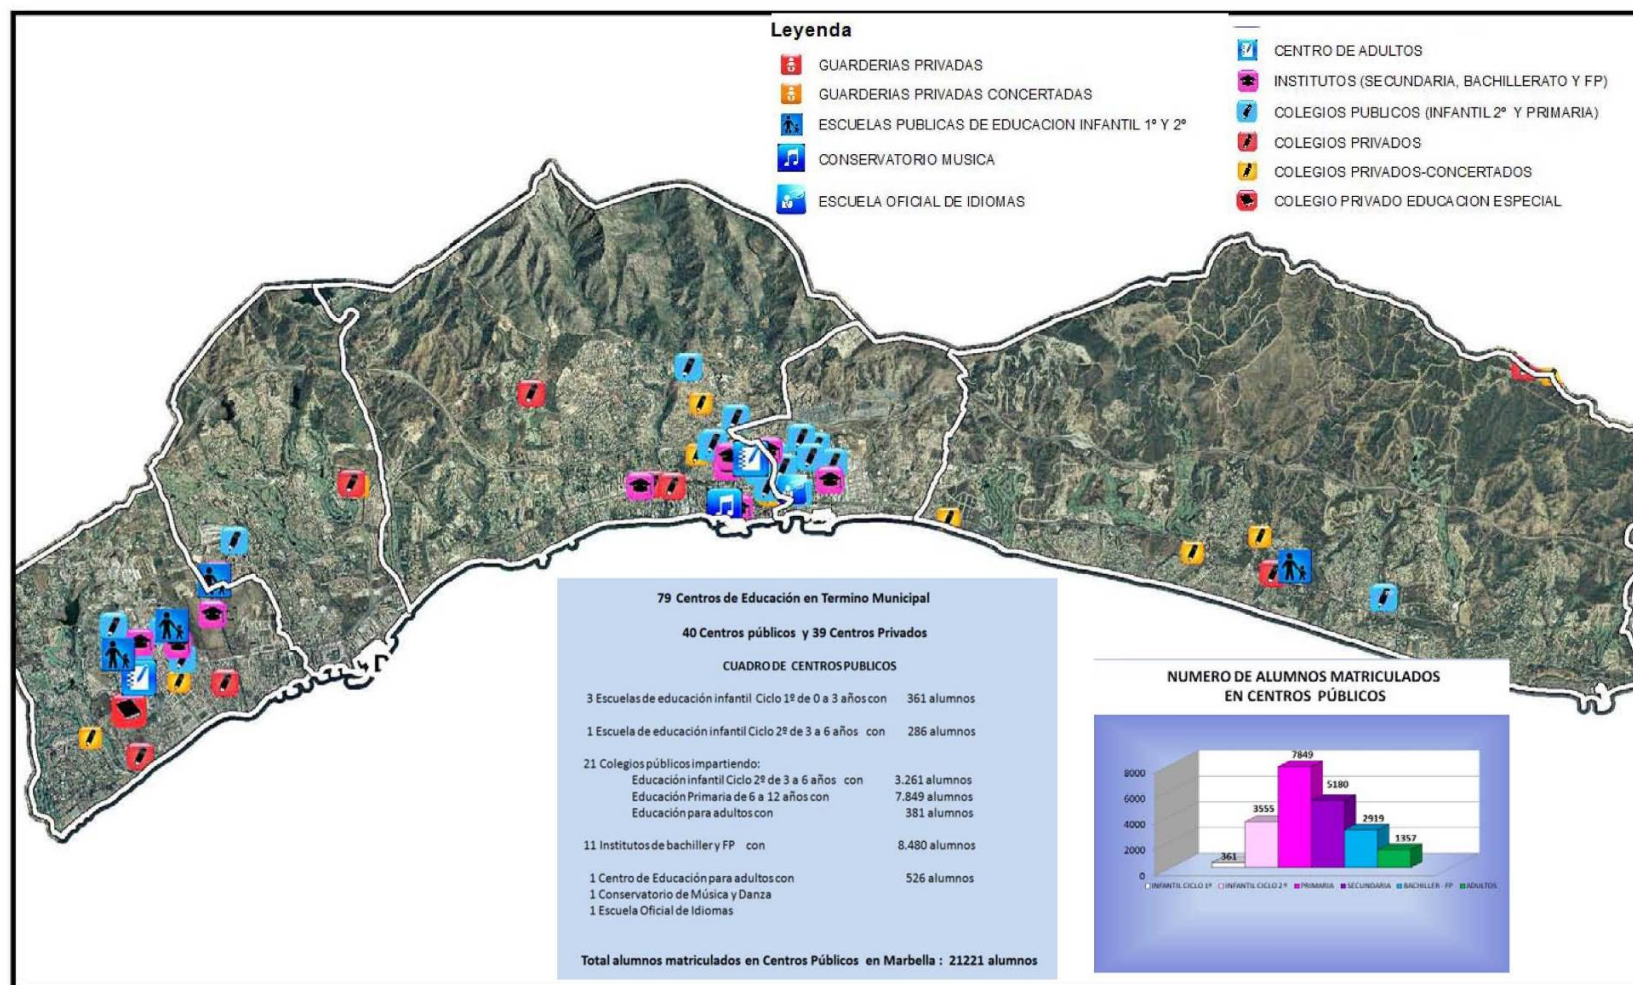 Leyenda
GUARDERIAS PRIVADAS
GUARDERIAS PRIVADAS CONCERTADAS
ESCUELAS PUBLICAS DE EDUCACION INFANTIL 1º Y 2º
CONSERVATORIO MUSICA
ESCUELA OFICIAL DE IDIOMAS
CENTRO DE ADULTOS
INSTITUTOS (SECUNDARIA, BACHILLERATO Y FP)
COLEGIOS PUBLICOS (INFANTIL 2º Y PRIMARIA)
COLEGIOS PRIVADOS
COLEGIOS PRIVADOS-CONCERTADOS
COLEGIO PRIVADO EDUCACION ESPECIAL
79 Centros de Educación en Termino Municipal
40 Centros públicos y 39 Centros Privados
CUADRO DE CENTROS PUBLICOS
3 Escuelas de educación infantil Ciclo 1º de 0 a 3 años con 361 alumnos
1 Escuela de educación infantil Ciclo 2º de 3 a 6 años con 286 alumnos
21 Colegios públicos impartiendo:
Educación infantil Ciclo 2º de 3 a 6 años con 3.261 alumnos
Educación Primaria de 6 a 12 años con 7.849 alumnos
Educación para adultos con 381 alumnos
11 Institutos de bachiller y FP con 8.480 alumnos
1 Centro de Educación para adultos con 526 alumnos
1 Conservatorio de Música y Danza
1 Escuela Oficial de Idiomas
Total alumnos matriculados en Centros Públicos en Marbella : 21221 alumnos
NUMERO DE ALUMNOS MATRICULADOS
EN CENTROS PÚBLICOS
8000
6000
4000
2000
0
361
3555
7849
5180
2919
1357
INFANTIL CICLO 1º INFANTIL CICLO 2º PRIMARIA SECUNDARIA BACHILLER - FP ADULTOS